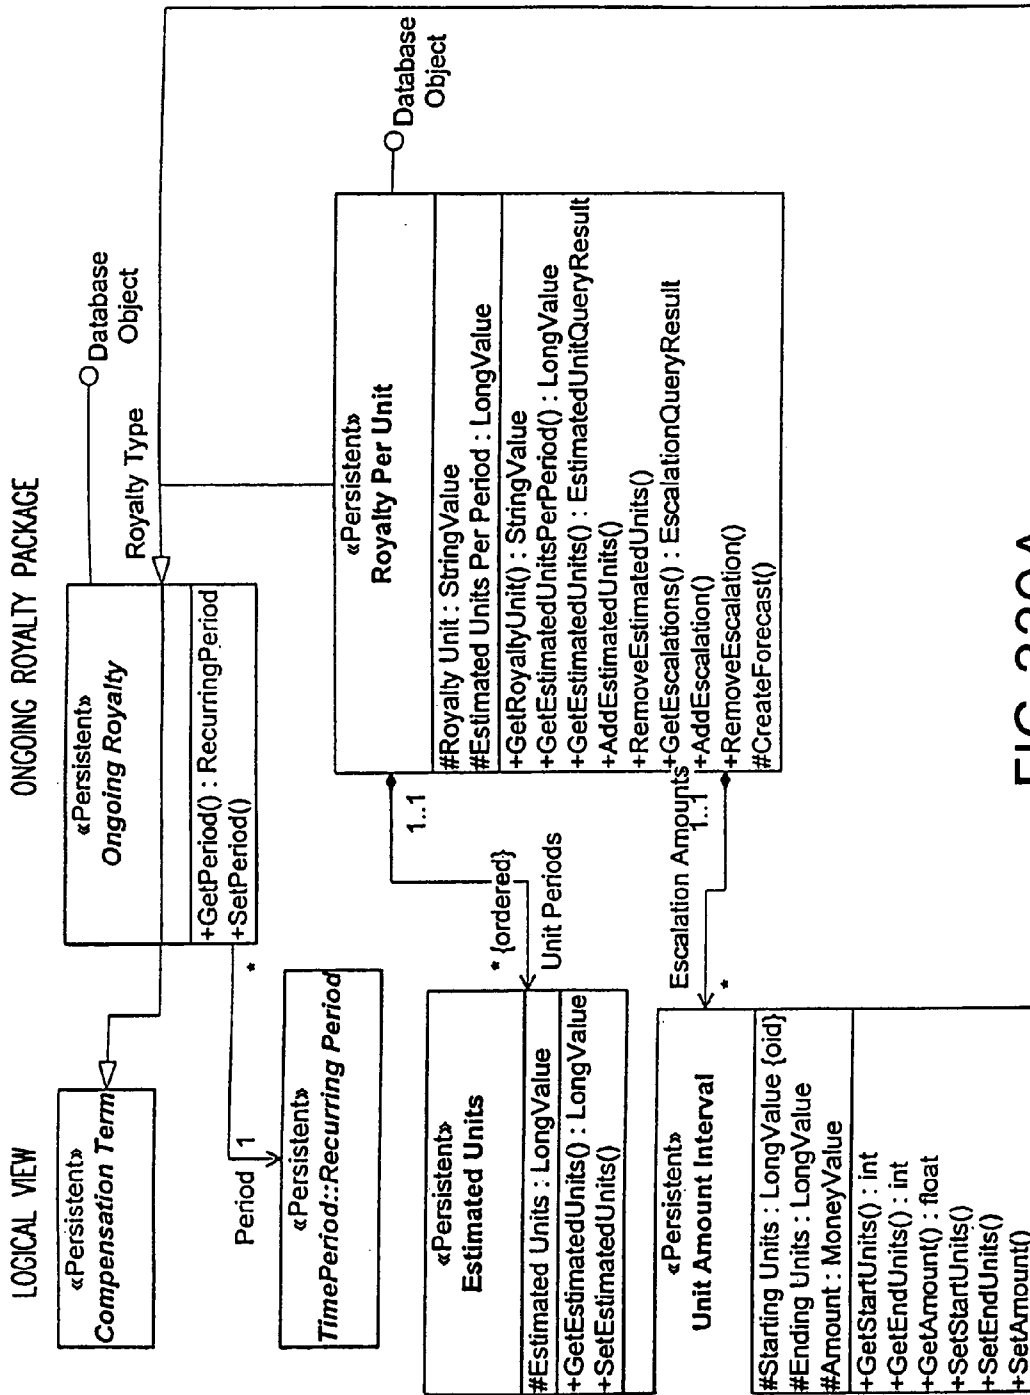 LOGICAL VIEW
ONGOING ROYALTY PACKAGE
«Persistent»
Compensation Term
«Persistent»
Ongoing Royalty
+GetPeriod() : RecurringPeriod
+SetPeriod()
Database
Object
Royalty Type
Period
1
*
«Persistent»
TimePeriod::Recurring Period
«Persistent»
Royalty Per Unit
#Royalty Unit : StringValue
#Estimated Units Per Period : LongValue
+GetRoyaltyUnit() : StringValue
+GetEstimatedUnitsPerPeriod() : LongValue
+GetEstimatedUnits() : EstimatedUnitQueryResult
+AddEstimatedUnits()
+RemoveEstimatedUnits()
+GetEscalations() : EscalationQueryResult
+AddEscalation()
+RemoveEscalation()
#CreateForecast()
Database
Object
1..1
* {ordered}
Unit Periods
«Persistent»
Estimated Units
#Estimated Units : LongValue
+GetEstimatedUnits() : LongValue
+SetEstimatedUnits()
Escalation Amounts
1..1
*
«Persistent»
Unit Amount Interval
#Starting Units : LongValue {oid}
#Ending Units : LongValue
#Amount : MoneyValue
+GetStartUnits() : int
+GetEndUnits() : int
+GetAmount() : float
+SetStartUnits()
+SetEndUnits()
+SetAmount()